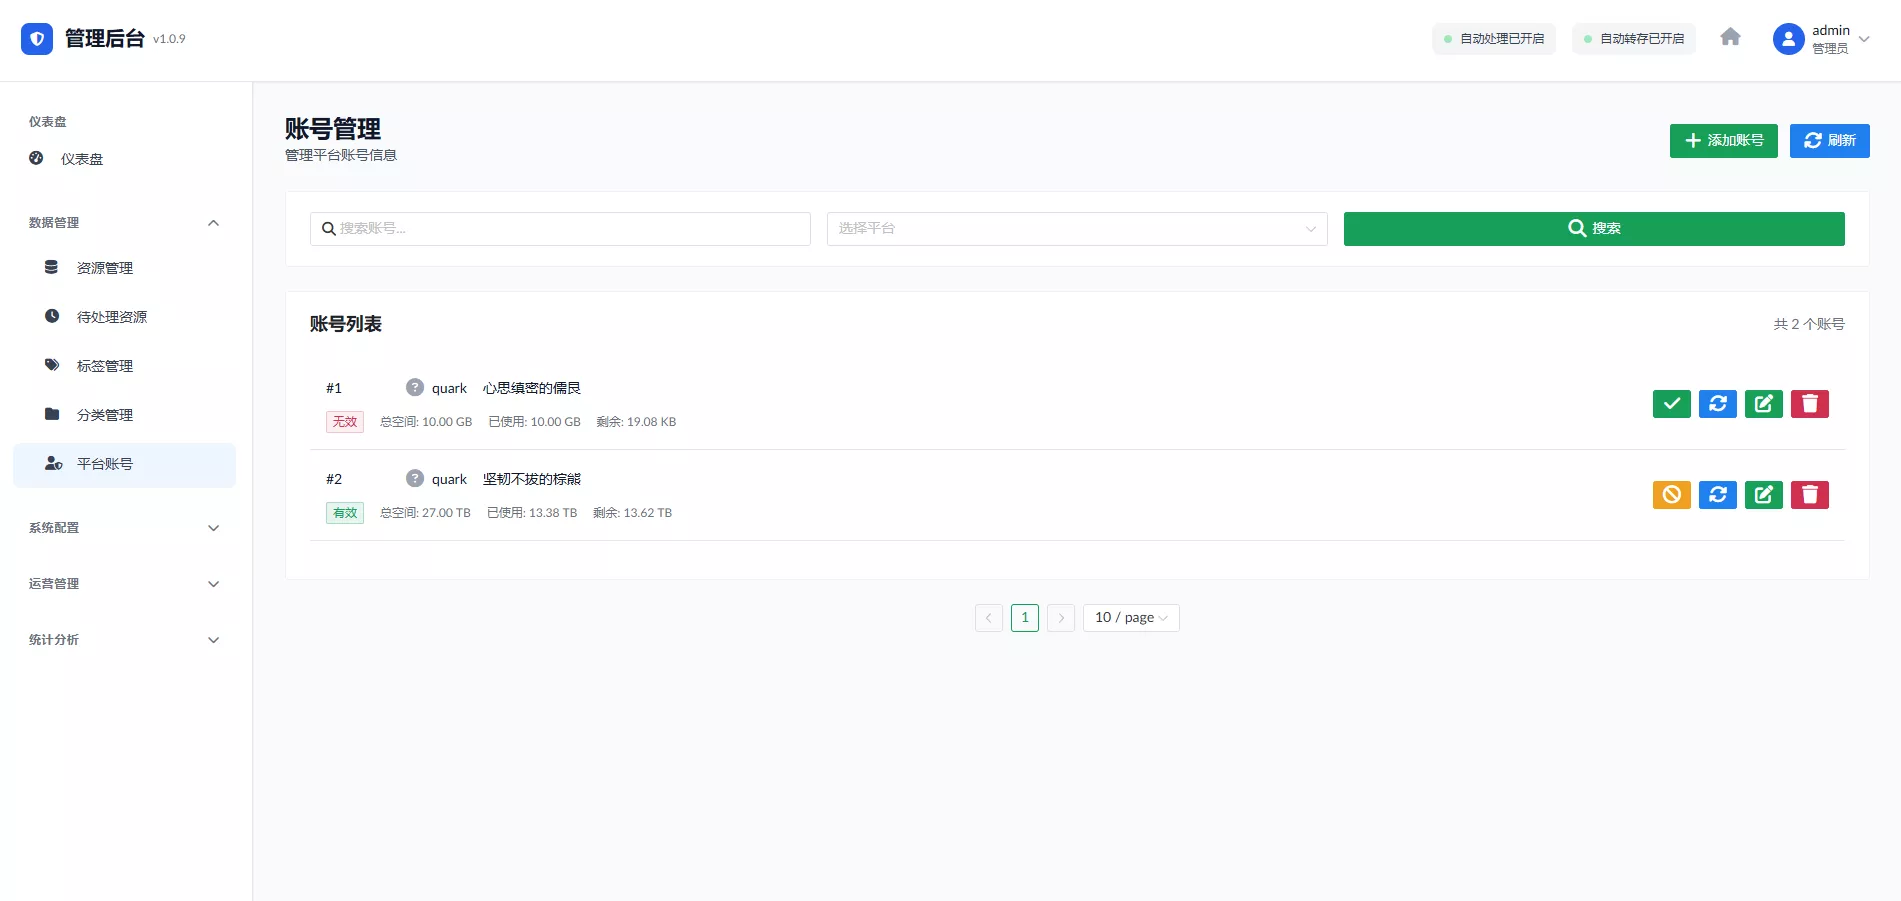 管理后台 v1.0.9
自动处理已开启
自动转存已开启
admin
管理员
仪表盘
仪表盘
数据管理
资源管理
待处理资源
标签管理
分类管理
平台账号
系统配置
运营管理
统计分析
账号管理
管理平台账号信息
添加账号
刷新
搜索账号...
选择平台
搜索
账号列表
共 2 个账号
#1 ? quark 心思缜密的儒艮
无效 总空间: 10.00 GB 已使用: 10.00 GB 剩余: 19.08 KB
#2 ? quark 坚韧不拔的棕熊
有效 总空间: 27.00 TB 已使用: 13.38 TB 剩余: 13.62 TB
1
10 / page